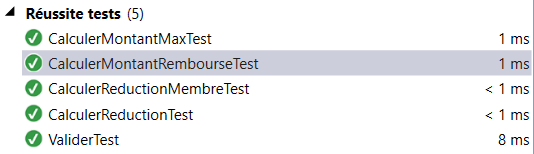 Réussite tests (5)
CalculerMontantMaxTest 1 ms
CalculerMontantRembourseTest 1 ms
CalculerReductionMembreTest < 1 ms
CalculerReductionTest < 1 ms
ValiderTest 8 ms